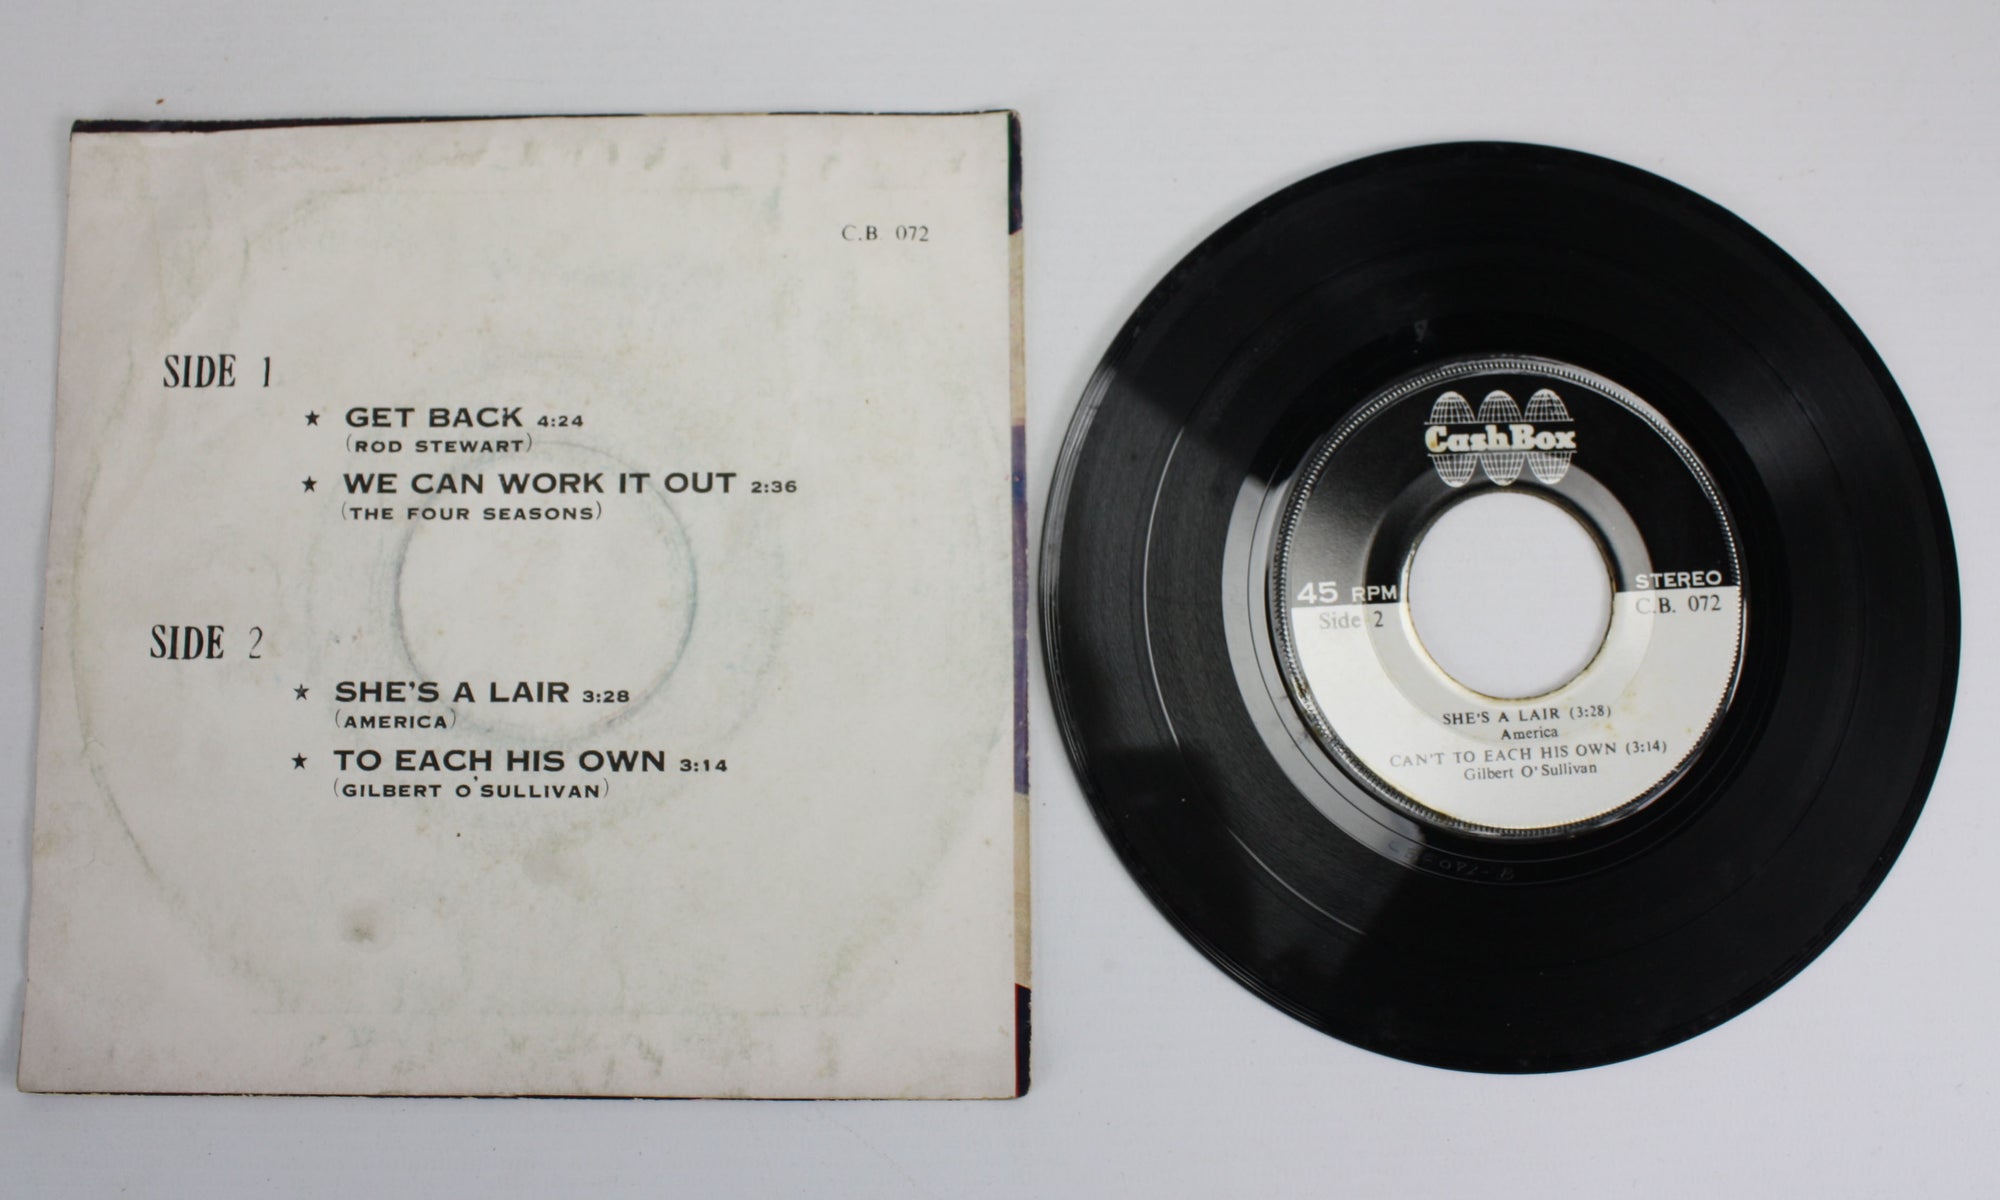 C.B. 072
SIDE 1
★ GET BACK 4:24
(ROD STEWART)
★ WE CAN WORK IT OUT 2:36
(THE FOUR SEASONS)
SIDE 2
★ SHE'S A LAIR 3:28
(AMERICA)
★ TO EACH HIS OWN 3:14
(GILBERT O'SULLIVAN)
CashBox
45 RPM STEREO
Side 2 C.B. 072
SHE'S A LAIR (3:28)
America
CAN'T TO EACH HIS OWN (3:14)
Gilbert O'Sullivan
CB-072-B